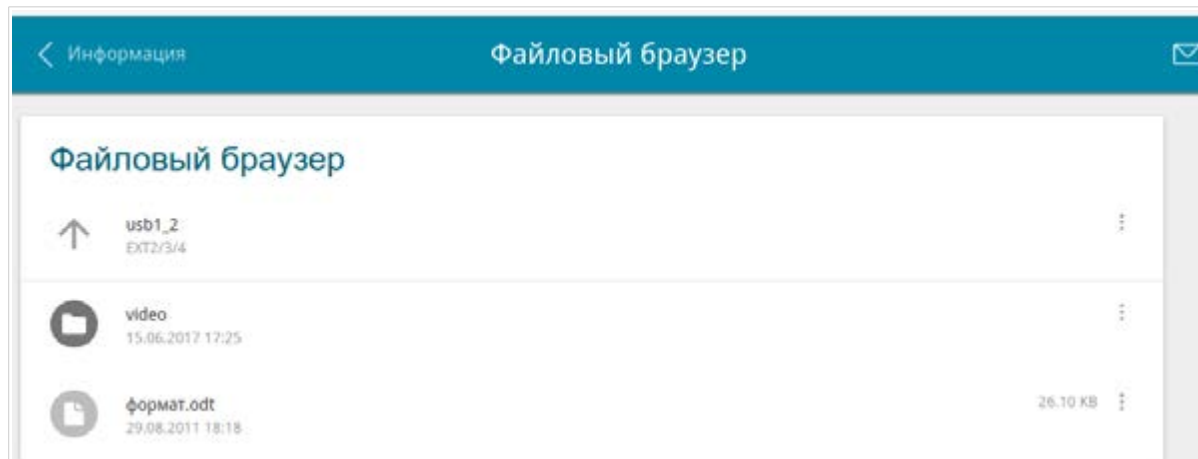 Информация
Файловый браузер
Файловый браузер
usb1_2
EXT2/3/4
video
15.06.2017 17:25
формат.odt
26.10 KB
29.08.2011 18:18